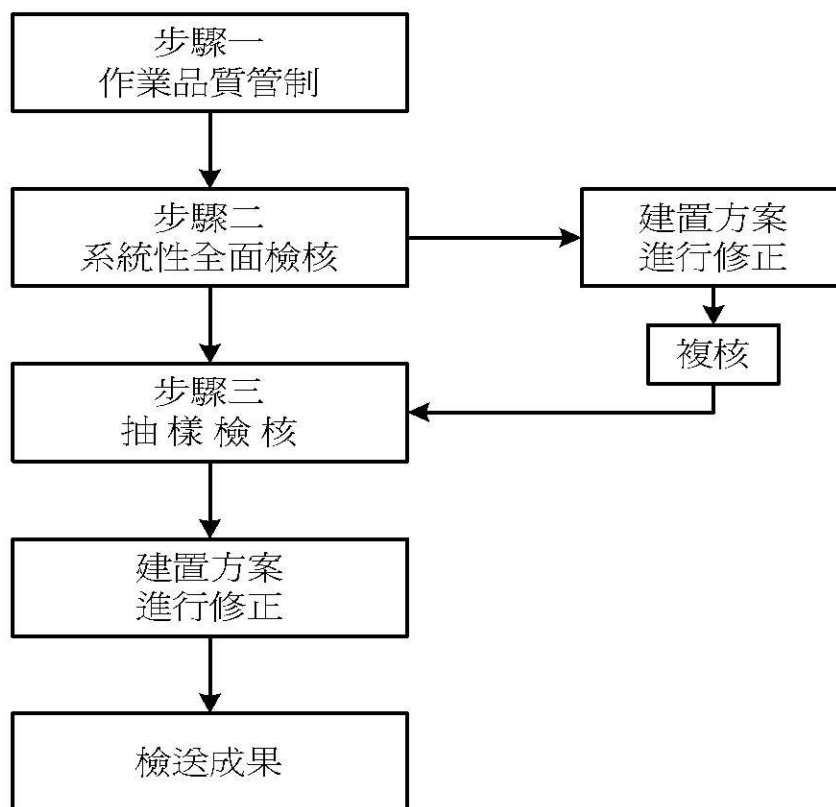 步驟一
作業品質管制
步驟二
系統性全面檢核
建置方案
進行修正
複核
步驟三
抽樣檢核
建置方案
進行修正
檢送成果